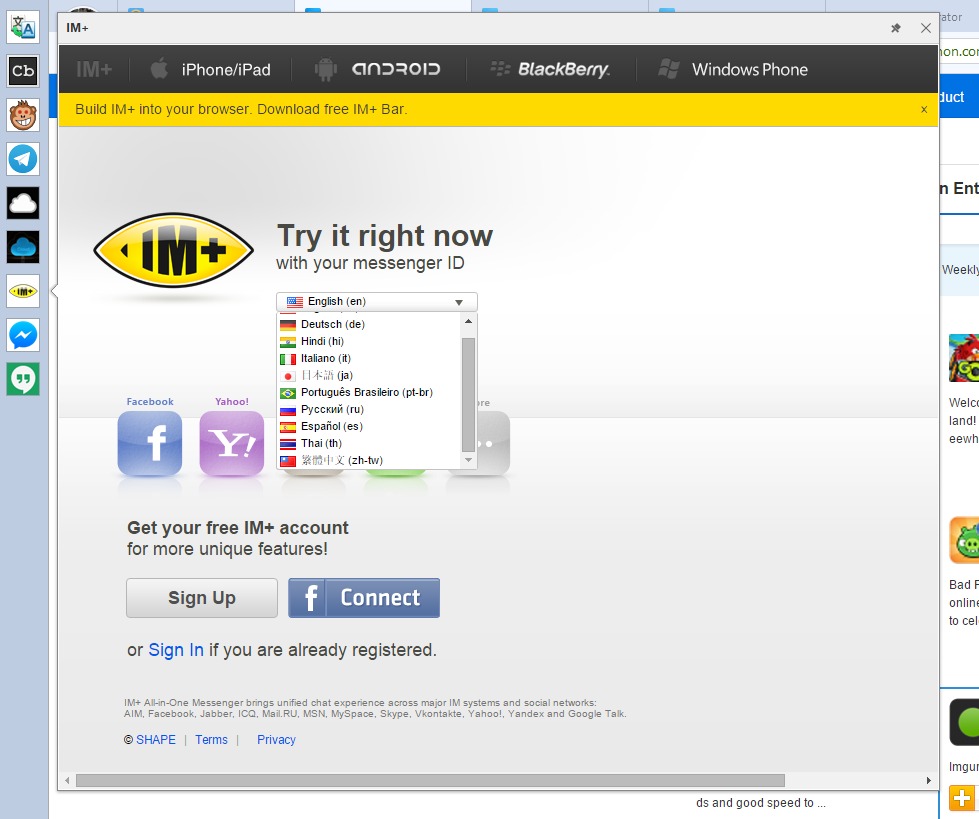 ator
IM+
IM+
iPhone/iPad
ANDROID
BlackBerry.
Windows Phone
non.cor
duct
Build IM+ into your browser. Download free IM+ Bar.
x
Cb
n Ent
IM+
Try it right now
with your messenger ID
Weekly
IM+
English (en)
Deutsch (de)
Hindi (hi)
Italiano (it)
日本語 (ja)
Português Brasileiro (pt-br)
Русский (ru)
Español (es)
Thai (th)
繁體中文 (zh-tw)
Facebook
Yahoo!
ore
f
Y!
Welco
land!
eewh
Get your free IM+ account
for more unique features!
Sign Up
f Connect
Bad P
online
to cel
or Sign In if you are already registered.
IM+ All-in-One Messenger brings unified chat experience across major IM systems and social networks:
AIM, Facebook, Jabber, ICQ, Mail.RU, MSN, MySpace, Skype, Vkontakte, Yahoo!, Yandex and Google Talk.
© SHAPE | Terms | Privacy
Imgur
ds and good speed to ...